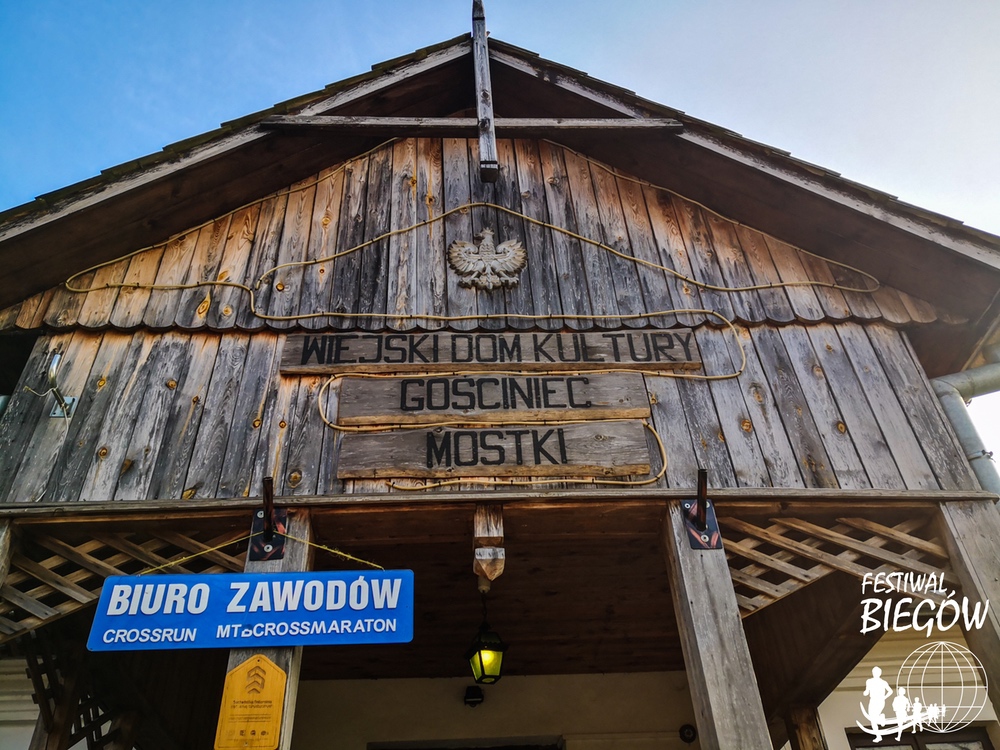 WIEJSKI DOM KULTURY
GOŚCINIEC
MOSTKI
BIURO ZAWODÓW
CROSSRUN MTBCROSSMARATON
FESTIWAL
BIEGÓW